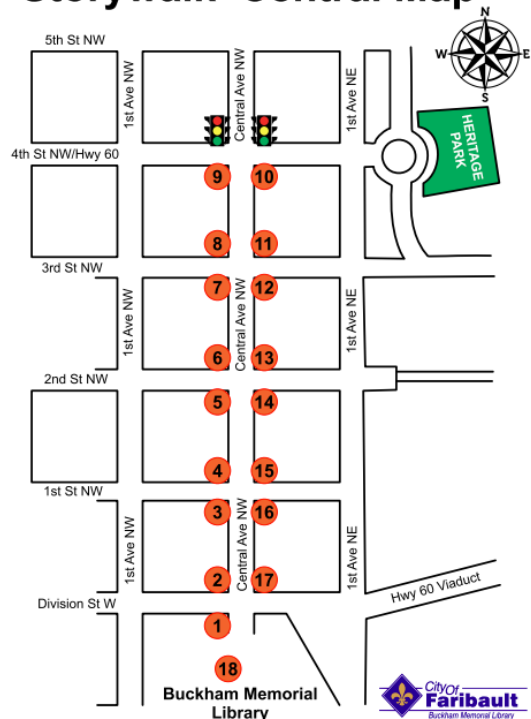 Storywalk Central Map
N
W
E
S
5th St NW
1st Ave NW
Central Ave NW
1st Ave NE
HERITAGE
PARK
4th St NW/Hwy 60
9
10
8
11
3rd St NW
7
12
1st Ave NW
Central Ave NW
1st Ave NE
6
13
2nd St NW
5
14
4
15
1st St NW
3
16
1st Ave NW
Central Ave NW
1st Ave NE
2
17
Hwy 60 Viaduct
Division St W
1
18
Buckham Memorial
Library
City Of
Faribault
Buckham Memorial Library